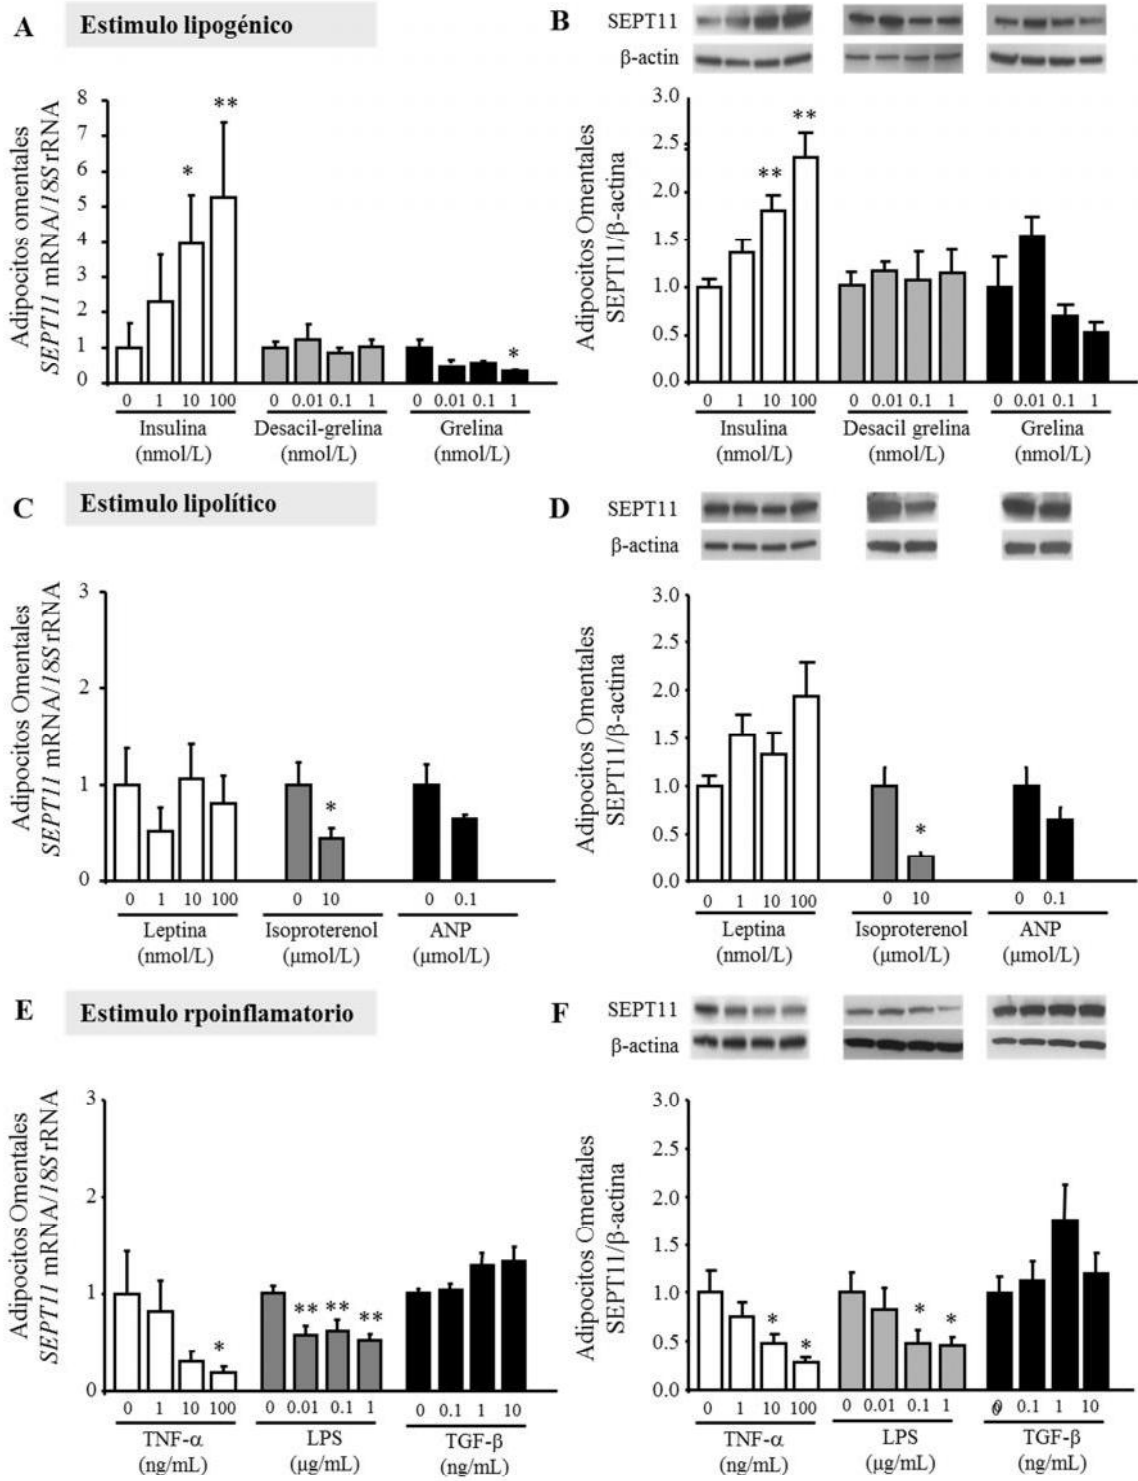 A Estimulo lipogénico
Adipocitos omentales
SEPT11 mRNA/18S rRNA
8
7
6
5
4
3
2
1
0
* ** *
0 1 10 100 0 0.01 0.1 1 0 0.01 0.1 1
Insulina Desacil-grelina Grelina
(nmol/L) (nmol/L) (nmol/L)
B SEPT11
β-actin
Adipocitos Omentales
SEPT11/β-actina
3.0
2.5
2.0
1.5
1.0
0.5
0.0
** **
0 1 10 100 0 0.01 0.1 1 0 0.01 0.1 1
Insulina Desacil grelina Grelina
(nmol/L) (nmol/L) (nmol/L)
C Estimulo lipolítico
Adipocitos Omentales
SEPT11 mRNA/18S rRNA
3
2
1
0
*
0 1 10 100 0 10 0 0.1
Leptina Isoproterenol ANP
(nmol/L) (μmol/L) (μmol/L)
D SEPT11
β-actina
Adipocitos Omentales
SEPT11/β-actina
3.0
2.5
2.0
1.5
1.0
0.5
0.0
*
0 1 10 100 0 10 0 0.1
Leptina Isoproterenol ANP
(nmol/L) (μmol/L) (μmol/L)
E Estimulo rpoinflamatorio
Adipocitos Omentales
SEPT11 mRNA/18S rRNA
3
2
1
0
* ** ** **
0 1 10 100 0 0.01 0.1 1 0 0.1 1 10
TNF-α LPS TGF-β
(ng/mL) (μg/mL) (ng/mL)
F SEPT11
β-actina
Adipocitos Omentales
SEPT11/β-actina
3.0
2.5
2.0
1.5
1.0
0.5
0.0
* * * *
0 1 10 100 0 0.01 0.1 1 0 0.1 1 10
TNF-α LPS TGF-β
(ng/mL) (μg/mL) (ng/mL)